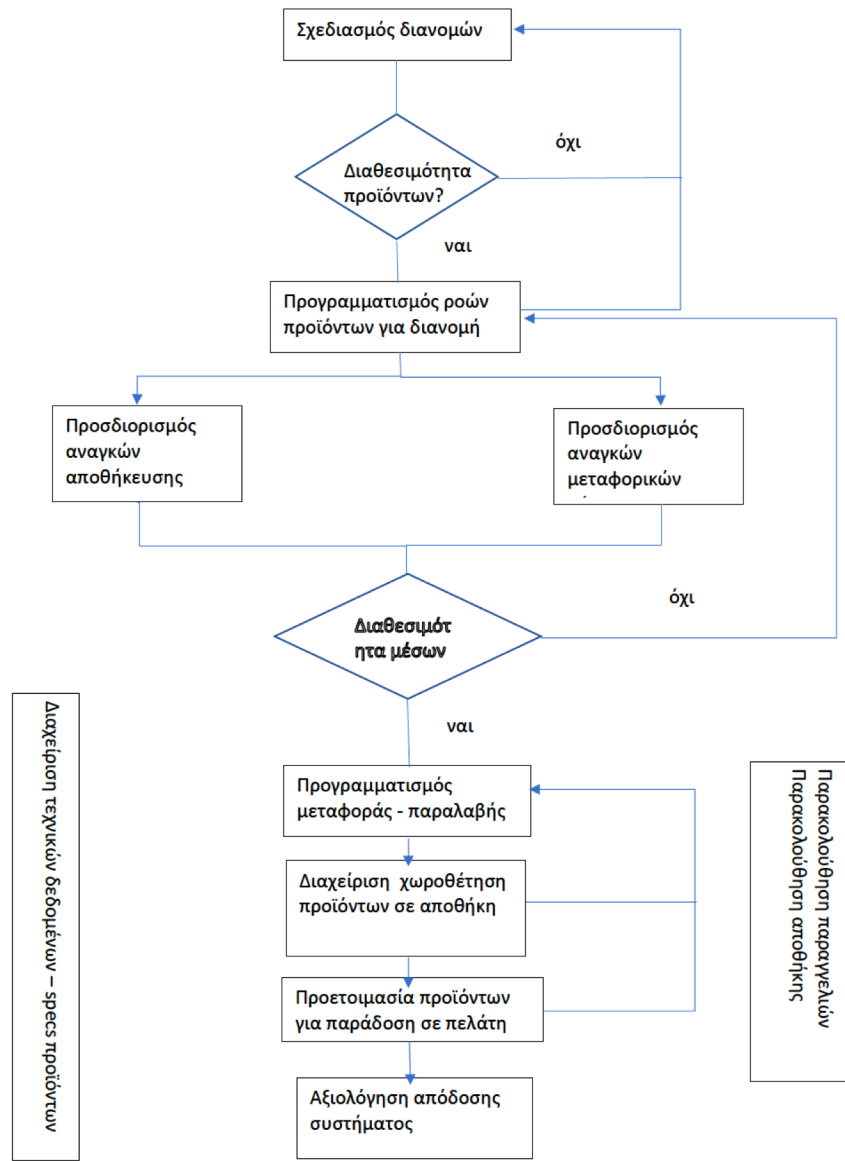 Σχεδιασμός διανομών
όχι
Διαθεσιμότητα
προϊόντων?
ναι
Προγραμματισμός ροών
προϊόντων για διανομή
Προσδιορισμός
αναγκών
αποθήκευσης
Προσδιορισμός
αναγκών
μεταφορικών
όχι
Διαθεσιμότ
ητα μέσων
ναι
Διαχείριση τεχνικών δεδομένων – specs προϊόντων
Προγραμματισμός
μεταφοράς - παραλαβής
Διαχείριση χωροθέτηση
προϊόντων σε αποθήκη
Προετοιμασία προϊόντων
για παράδοση σε πελάτη
Αξιολόγηση απόδοσης
συστήματος
Παρακολούθηση παραγγελιών
Παρακολούθηση αποθήκης